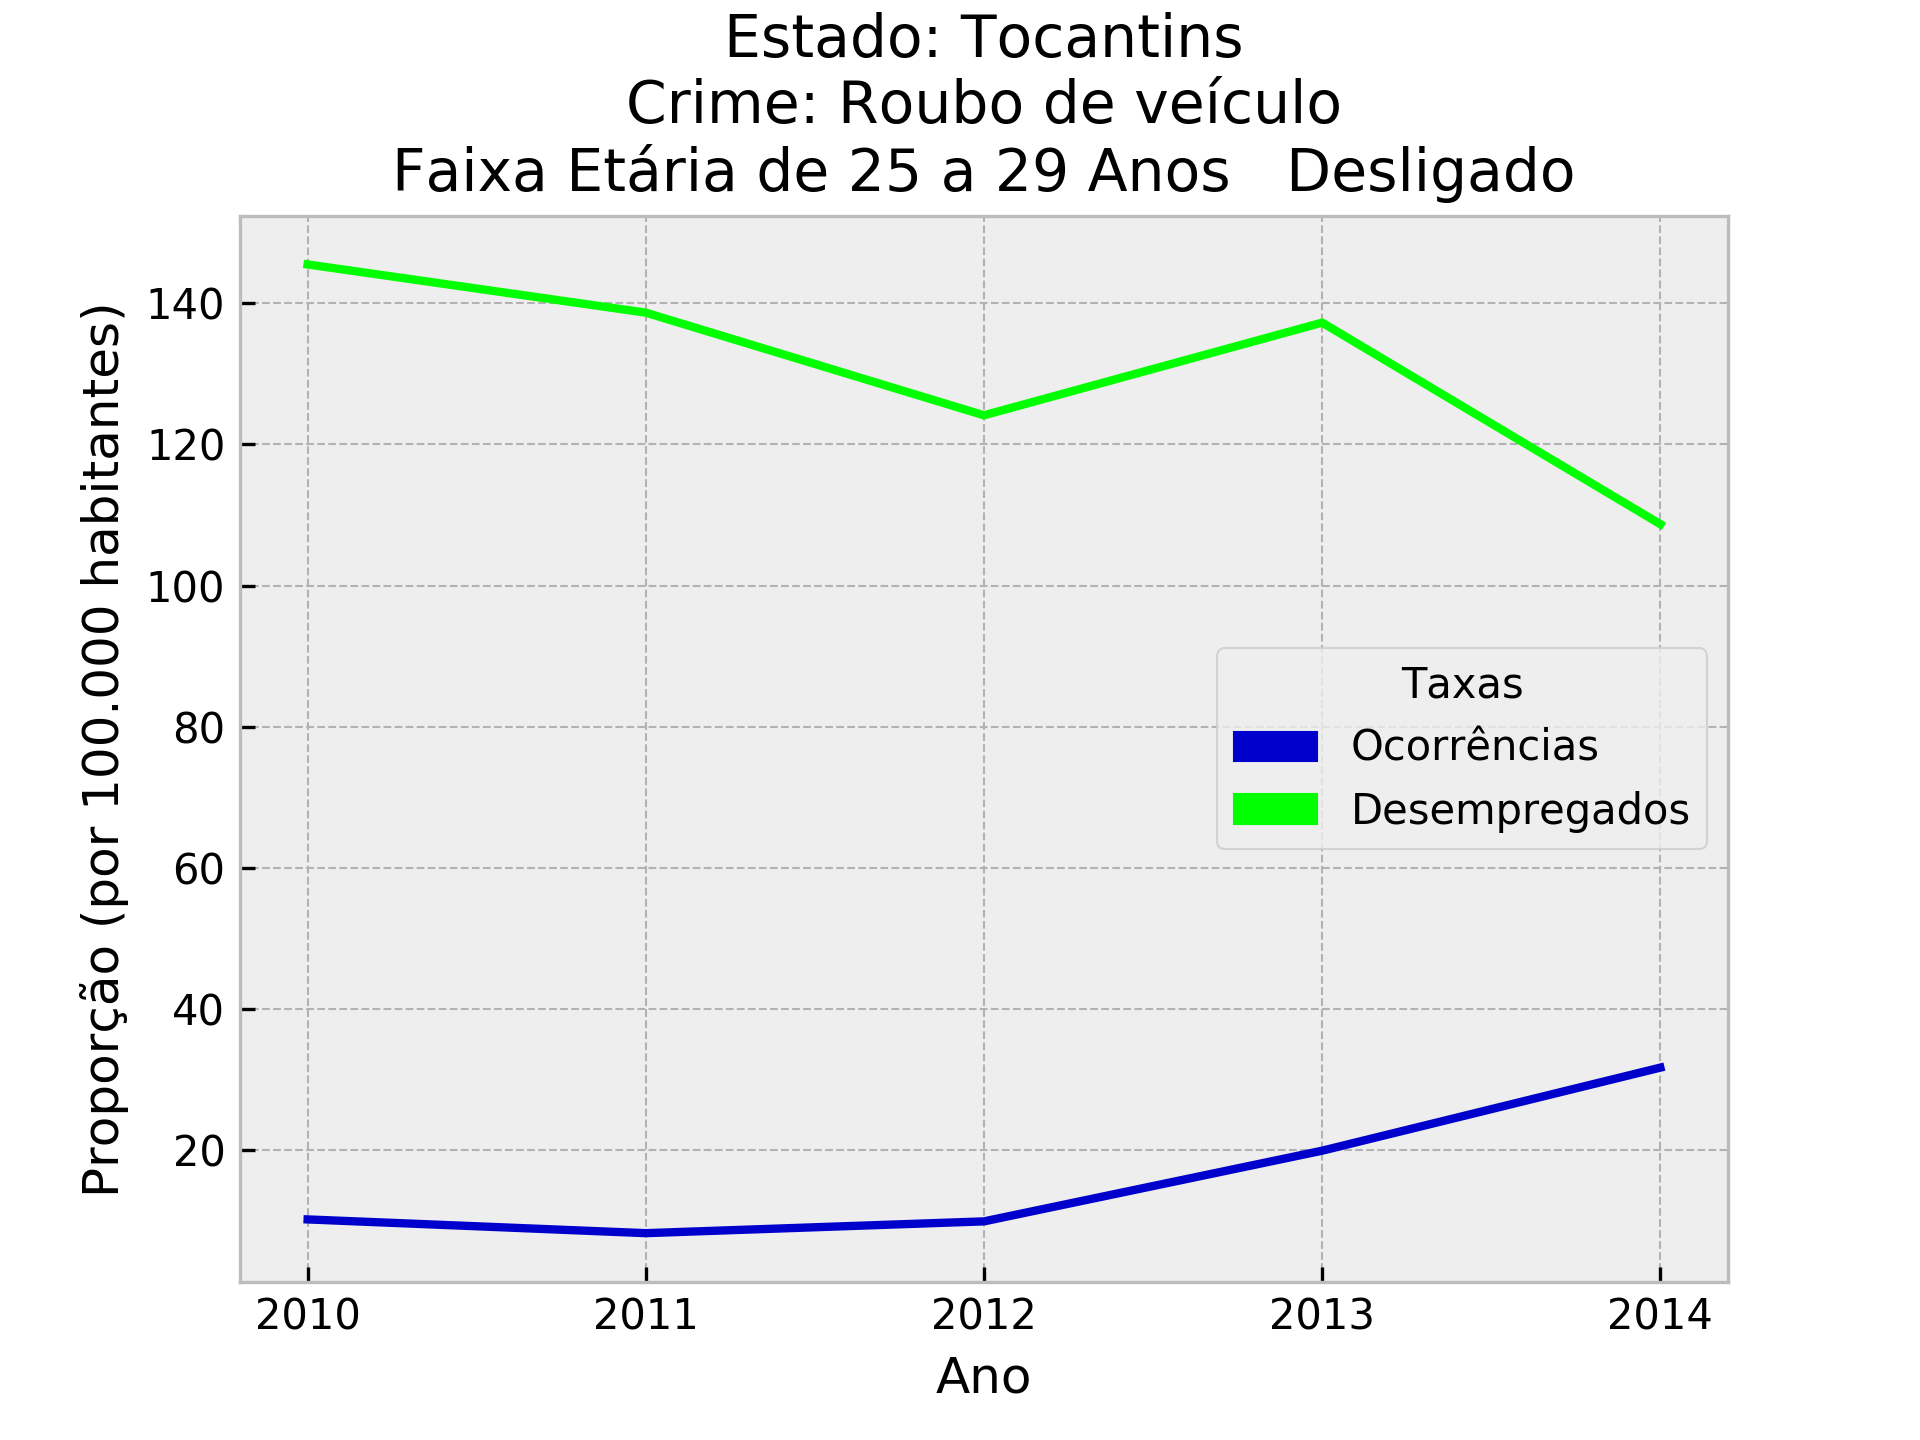 Estado: Tocantins
Crime: Roubo de veículo
Faixa Etária de 25 a 29 Anos   Desligado
Proporção (por 100.000 habitantes)
140
120
100
80
60
40
20
Taxas
Ocorrências
Desempregados
2010 2011 2012 2013 2014
Ano